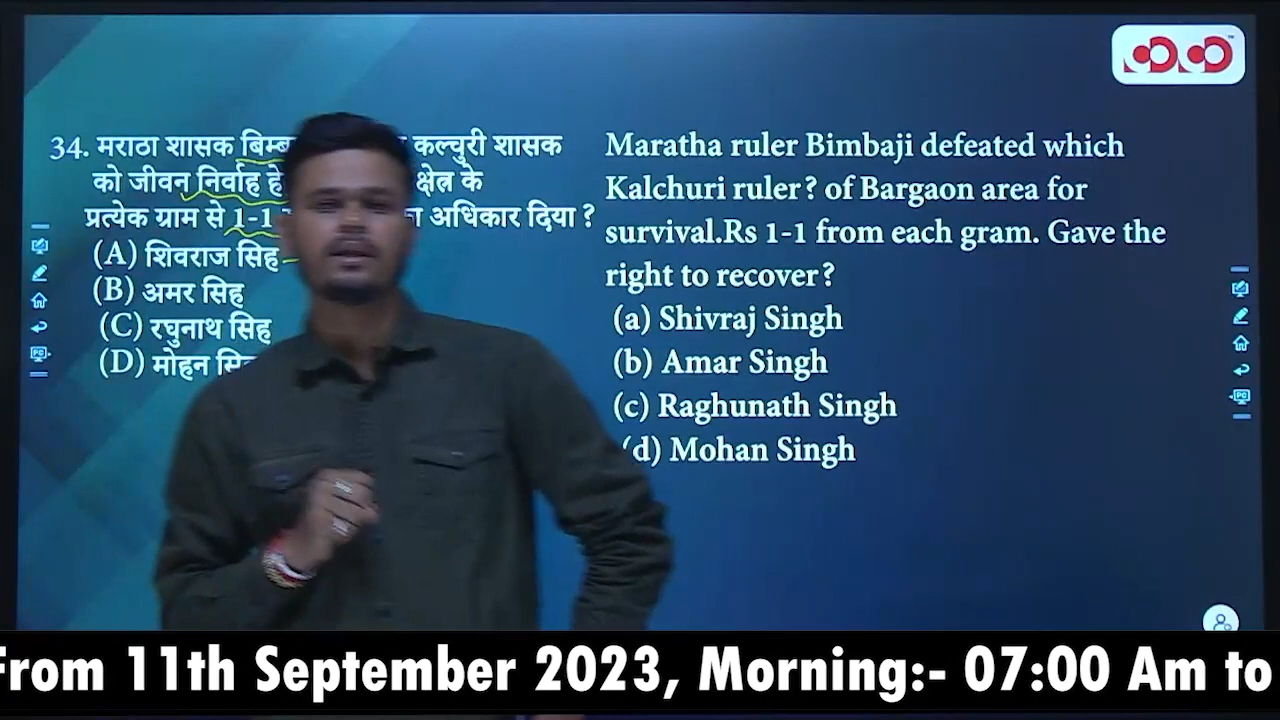 34. मराठा शासक बिम्ब कल्चुरी शासक
को जीवन निर्वाह हे क्षेत्र के
प्रत्येक ग्राम से 1-1 अधिकार दिया ?
(A) शिवराज सिंह
(B) अमर सिंह
(C) रघुनाथ सिंह
(D) मोहन
Maratha ruler Bimbaji defeated which
Kalchuri ruler? of Bargaon area for
survival.Rs 1-1 from each gram. Gave the
right to recover?
(a) Shivraj Singh
(b) Amar Singh
(c) Raghunath Singh
(d) Mohan Singh
From 11th September 2023, Morning:- 07:00 Am to